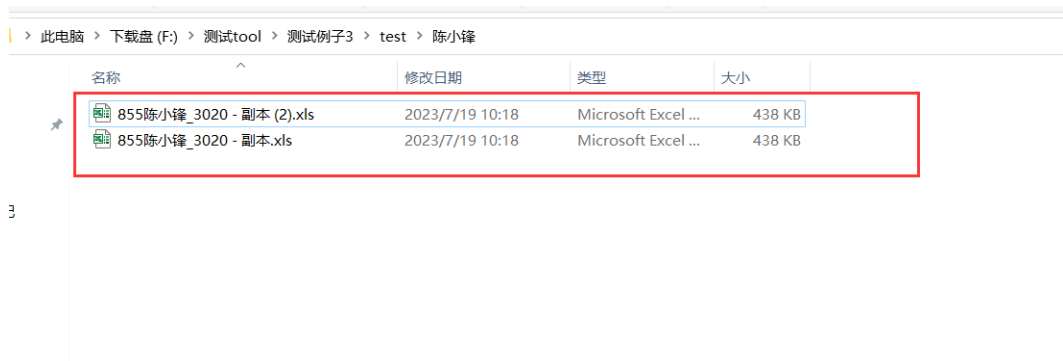 此电脑 > 下载盘 (F:) > 测试tool > 测试例子3 > test > 陈小锋
名称 修改日期 类型 大小
855陈小锋_3020 - 副本 (2).xls 2023/7/19 10:18 Microsoft Excel ... 438 KB
855陈小锋_3020 - 副本.xls 2023/7/19 10:18 Microsoft Excel ... 438 KB